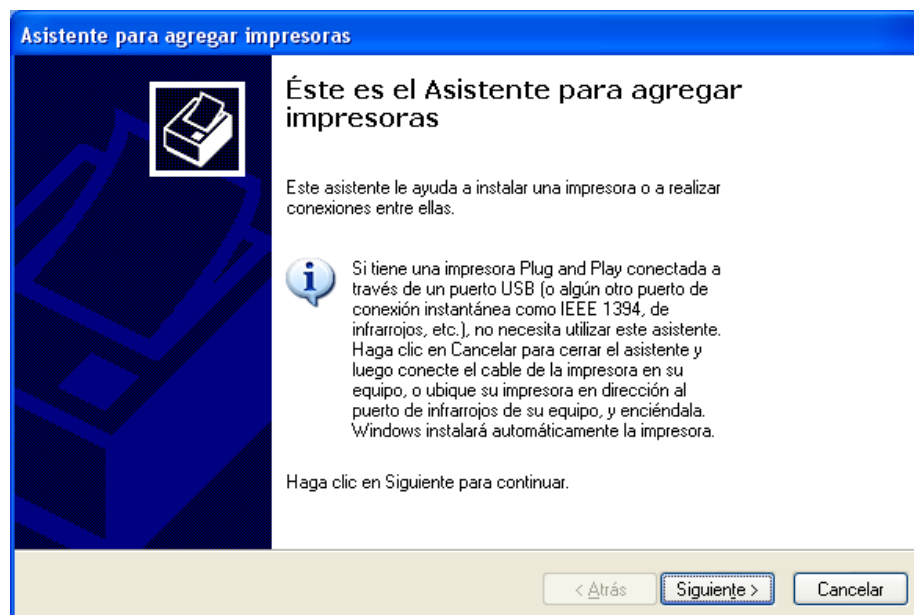 Asistente para agregar impresoras
Éste es el Asistente para agregar
impresoras
Este asistente le ayuda a instalar una impresora o a realizar
conexiones entre ellas.
Si tiene una impresora Plug and Play conectada a
través de un puerto USB (o algún otro puerto de
conexión instantánea como IEEE 1394, de
infrarrojos, etc.), no necesita utilizar este asistente.
Haga clic en Cancelar para cerrar el asistente y
luego conecte el cable de la impresora en su
equipo, o ubique su impresora en dirección al
puerto de infrarrojos de su equipo, y enciéndala.
Windows instalará automáticamente la impresora.
Haga clic en Siguiente para continuar.
< Atrás Siguiente > Cancelar